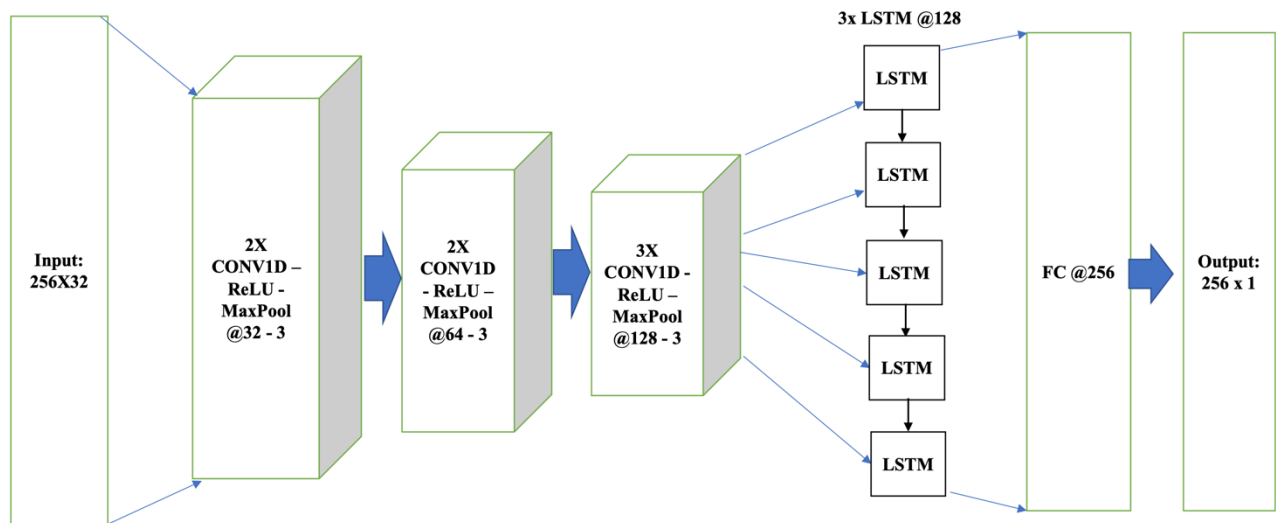 Input:
256X32
2X
CONV1D –
ReLU -
MaxPool
@32 - 3
2X
CONV1D
- ReLU –
MaxPool
@64 - 3
3X
CONV1D -
ReLU –
MaxPool
@128 - 3
3x LSTM @128
LSTM
LSTM
LSTM
LSTM
LSTM
FC @256
Output:
256 x 1